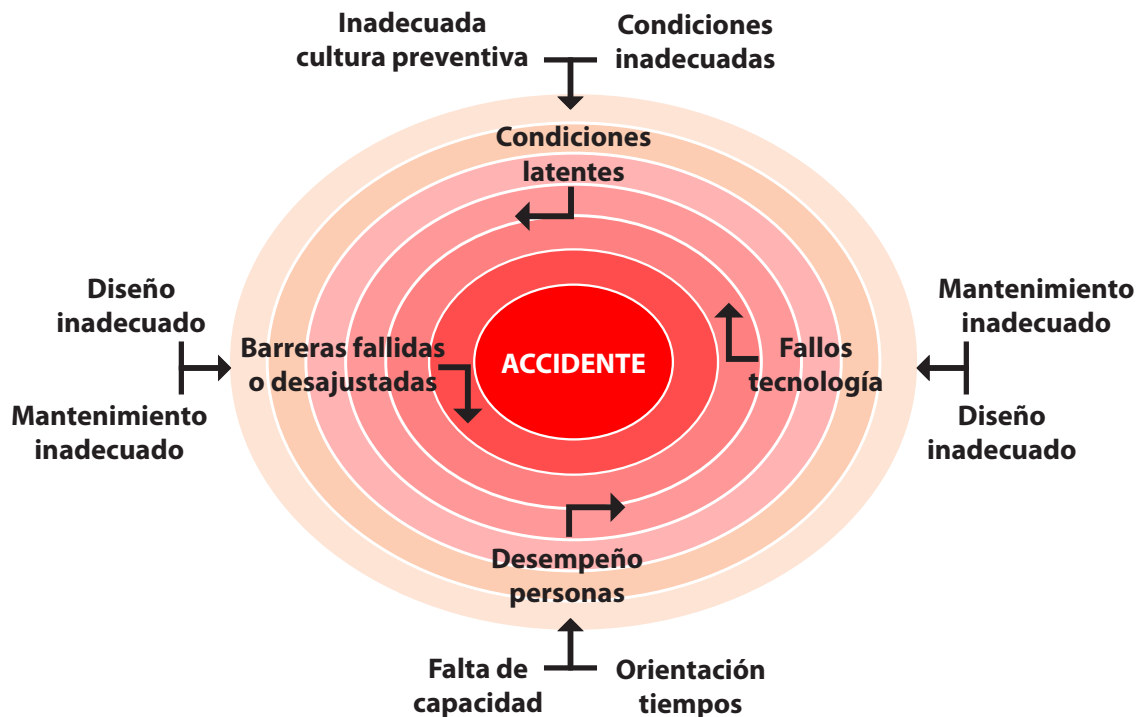 Inadecuada
cultura preventiva
Condiciones
inadecuadas
Condiciones
latentes
Diseño
inadecuado
Mantenimiento
inadecuado
Barreras fallidas
o desajustadas
ACCIDENTE
Fallos
tecnología
Mantenimiento
inadecuado
Diseño
inadecuado
Desempeño
personas
Falta de
capacidad
Orientación
tiempos